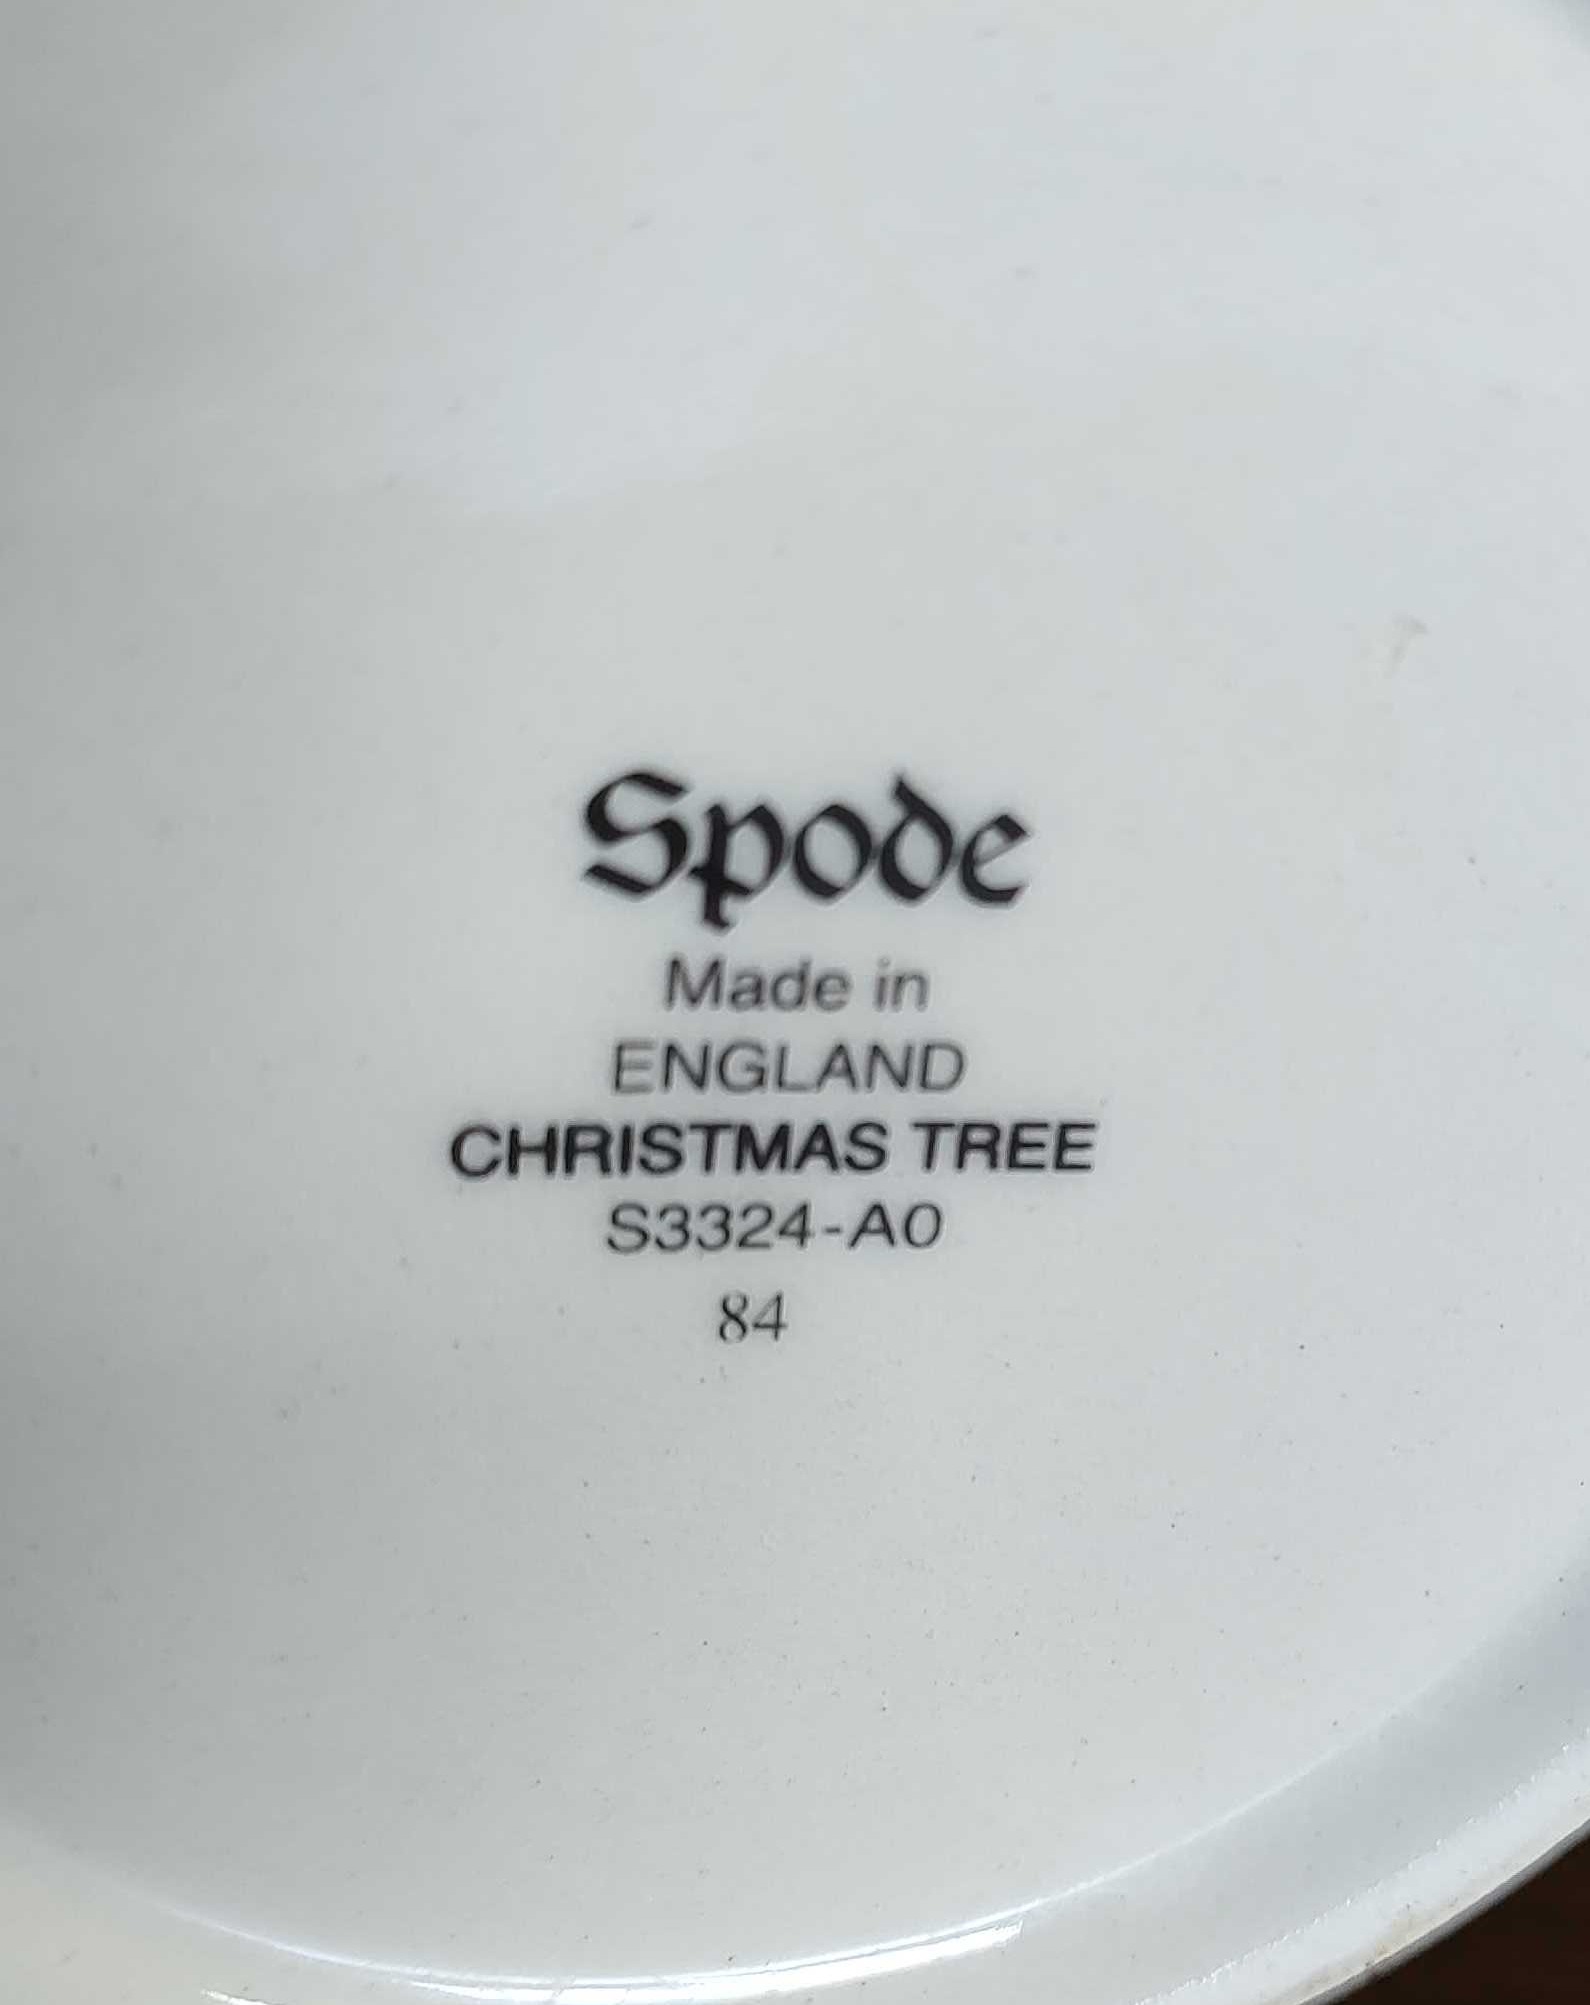 Spode
Made in
ENGLAND
CHRISTMAS TREE
S3324-A0
84